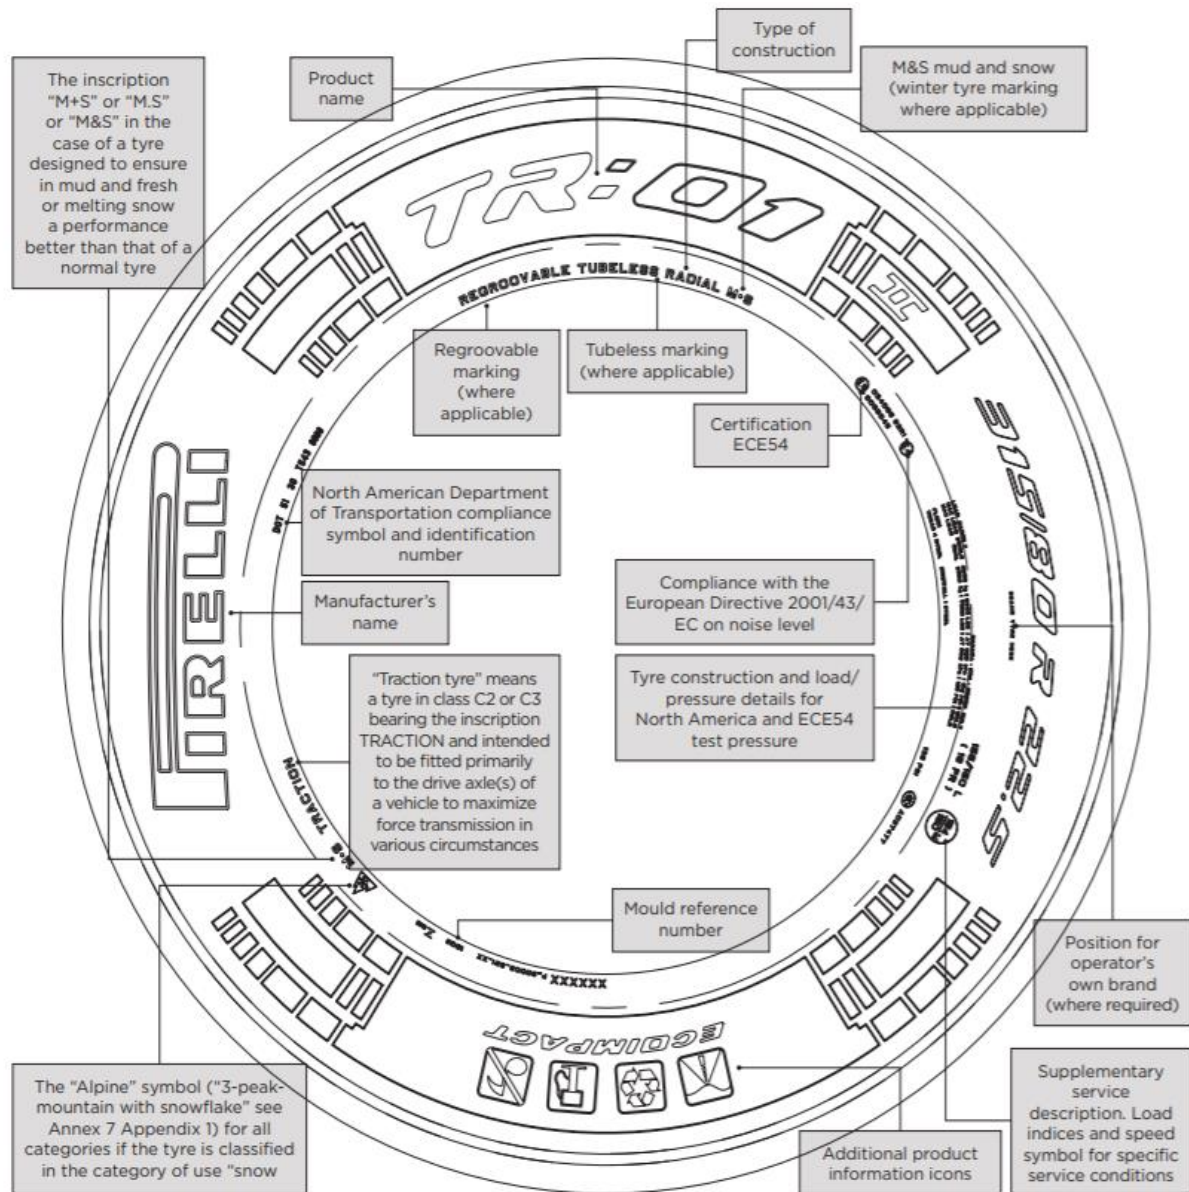 Type of
construction
The inscription
“M+S” or “M.S”
or “M&S” in the
case of a tyre
designed to ensure
in mud and fresh
or melting snow
a performance
better than that of a
normal tyre
Product
name
M&S mud and snow
(winter tyre marking
where applicable)
TR:01
REGROOVABLE TUBELESS RADIAL M+S
II
Regroovable
marking
(where
applicable)
Tubeless marking
(where applicable)
Certification
ECE54
315/80 R 22.5
PIRELLI
DOT
North American Department
of Transportation compliance
symbol and identification
number
Manufacturer’s
name
Compliance with the
European Directive 2001/43/
EC on noise level
Tyre construction and load/
pressure details for
North America and ECE54
test pressure
“Traction tyre” means
a tyre in class C2 or C3
bearing the inscription
TRACTION and intended
to be fitted primarily
to the drive axle(s) of
a vehicle to maximize
force transmission in
various circumstances
TRACTION
M+S
Mould reference
number
XXXXXX
Position for
operator’s
own brand
(where required)
ECOIMPACT
The “Alpine” symbol (“3-peak-
mountain with snowflake” see
Annex 7 Appendix 1) for all
categories if the tyre is classified
in the category of use “snow
Additional product
information icons
Supplementary
service
description. Load
indices and speed
symbol for specific
service conditions